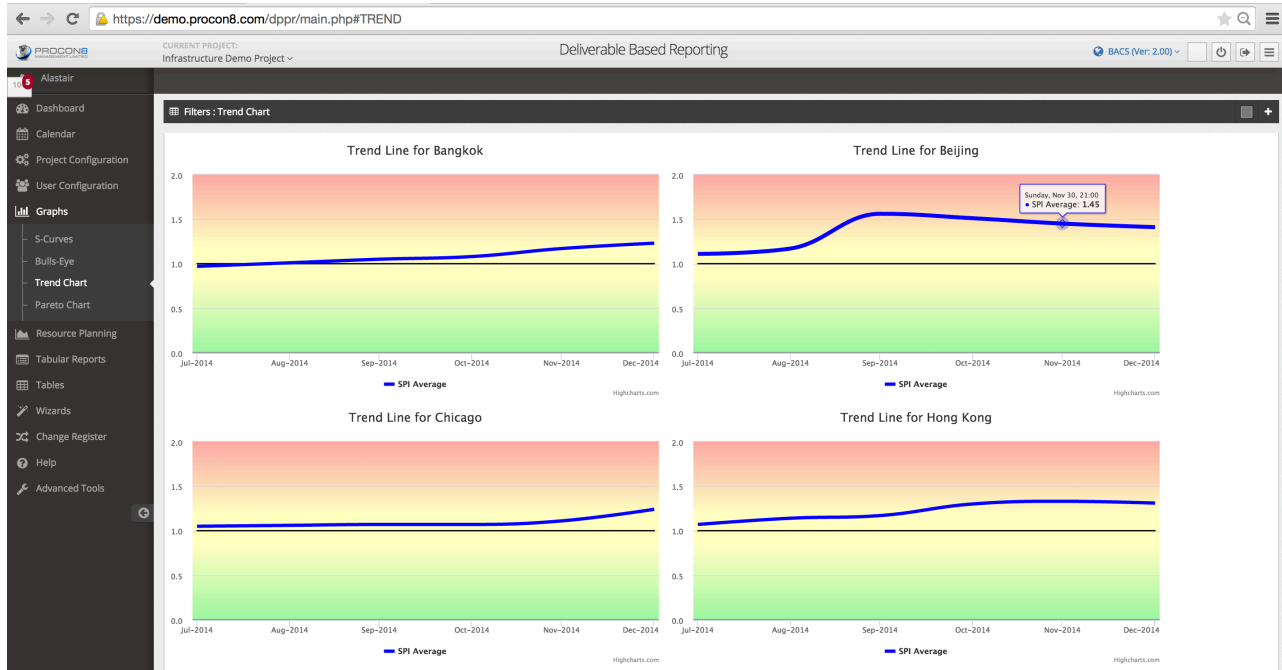 https://demo.procon8.com/dppr/main.php#TREND
PROCON8
MANAGEMENT LIMITED
CURRENT PROJECT:
Infrastructure Demo Project
Deliverable Based Reporting
BACS (Ver: 2.00)
5
Alastair
Dashboard
Calendar
Project Configuration
User Configuration
Graphs
S-Curves
Bulls-Eye
Trend Chart
Pareto Chart
Resource Planning
Tabular Reports
Tables
Wizards
Change Register
Help
Advanced Tools
Filters : Trend Chart
Trend Line for Bangkok
2.0
1.5
1.0
0.5
0.0
Jul-2014 Aug-2014 Sep-2014 Oct-2014 Nov-2014 Dec-2014
SPI Average
Highcharts.com
Trend Line for Beijing
2.0
1.5
1.0
0.5
0.0
Sunday, Nov 30, 21:00
● SPI Average: 1.45
Jul-2014 Aug-2014 Sep-2014 Oct-2014 Nov-2014 Dec-2014
SPI Average
Highcharts.com
Trend Line for Chicago
2.0
1.5
1.0
0.5
0.0
Jul-2014 Aug-2014 Sep-2014 Oct-2014 Nov-2014 Dec-2014
SPI Average
Highcharts.com
Trend Line for Hong Kong
2.0
1.5
1.0
0.5
0.0
Jul-2014 Aug-2014 Sep-2014 Oct-2014 Nov-2014 Dec-2014
SPI Average
Highcharts.com